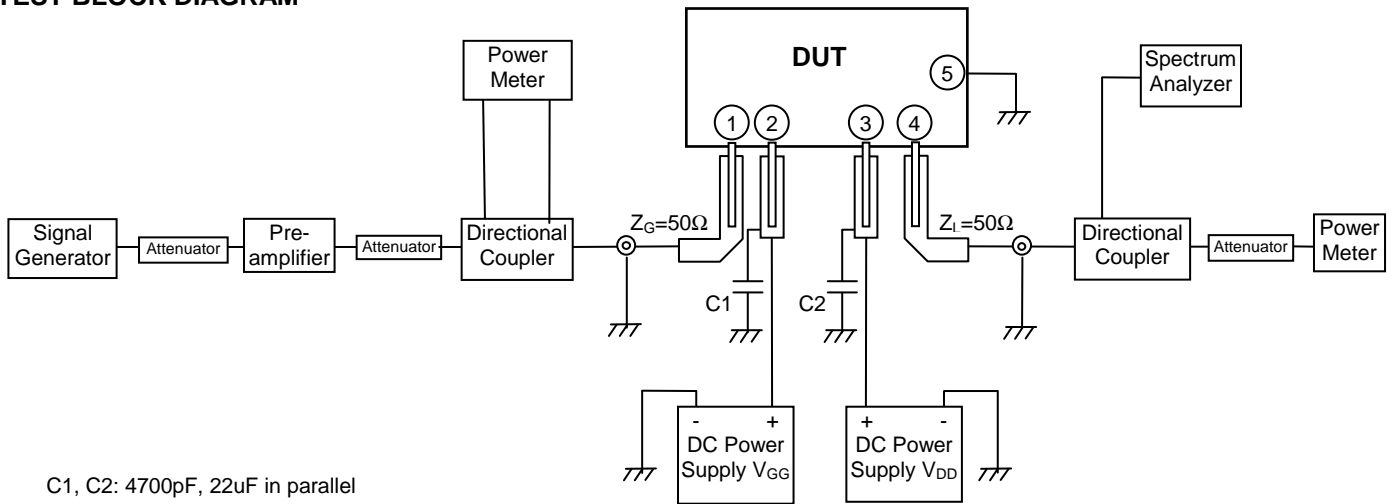 TEST BLOCK DIAGRAM
Power
Meter
DUT
5
Spectrum
Analyzer
1
2
3
4
Signal
Generator
Attenuator
Pre-
amplifier
Attenuator
Directional
Coupler
ZG=50Ω
ZL=50Ω
Directional
Coupler
Attenuator
Power
Meter
C1
C2
- +
DC Power
Supply VGG
+ -
DC Power
Supply VDD
C1, C2: 4700pF, 22uF in parallel